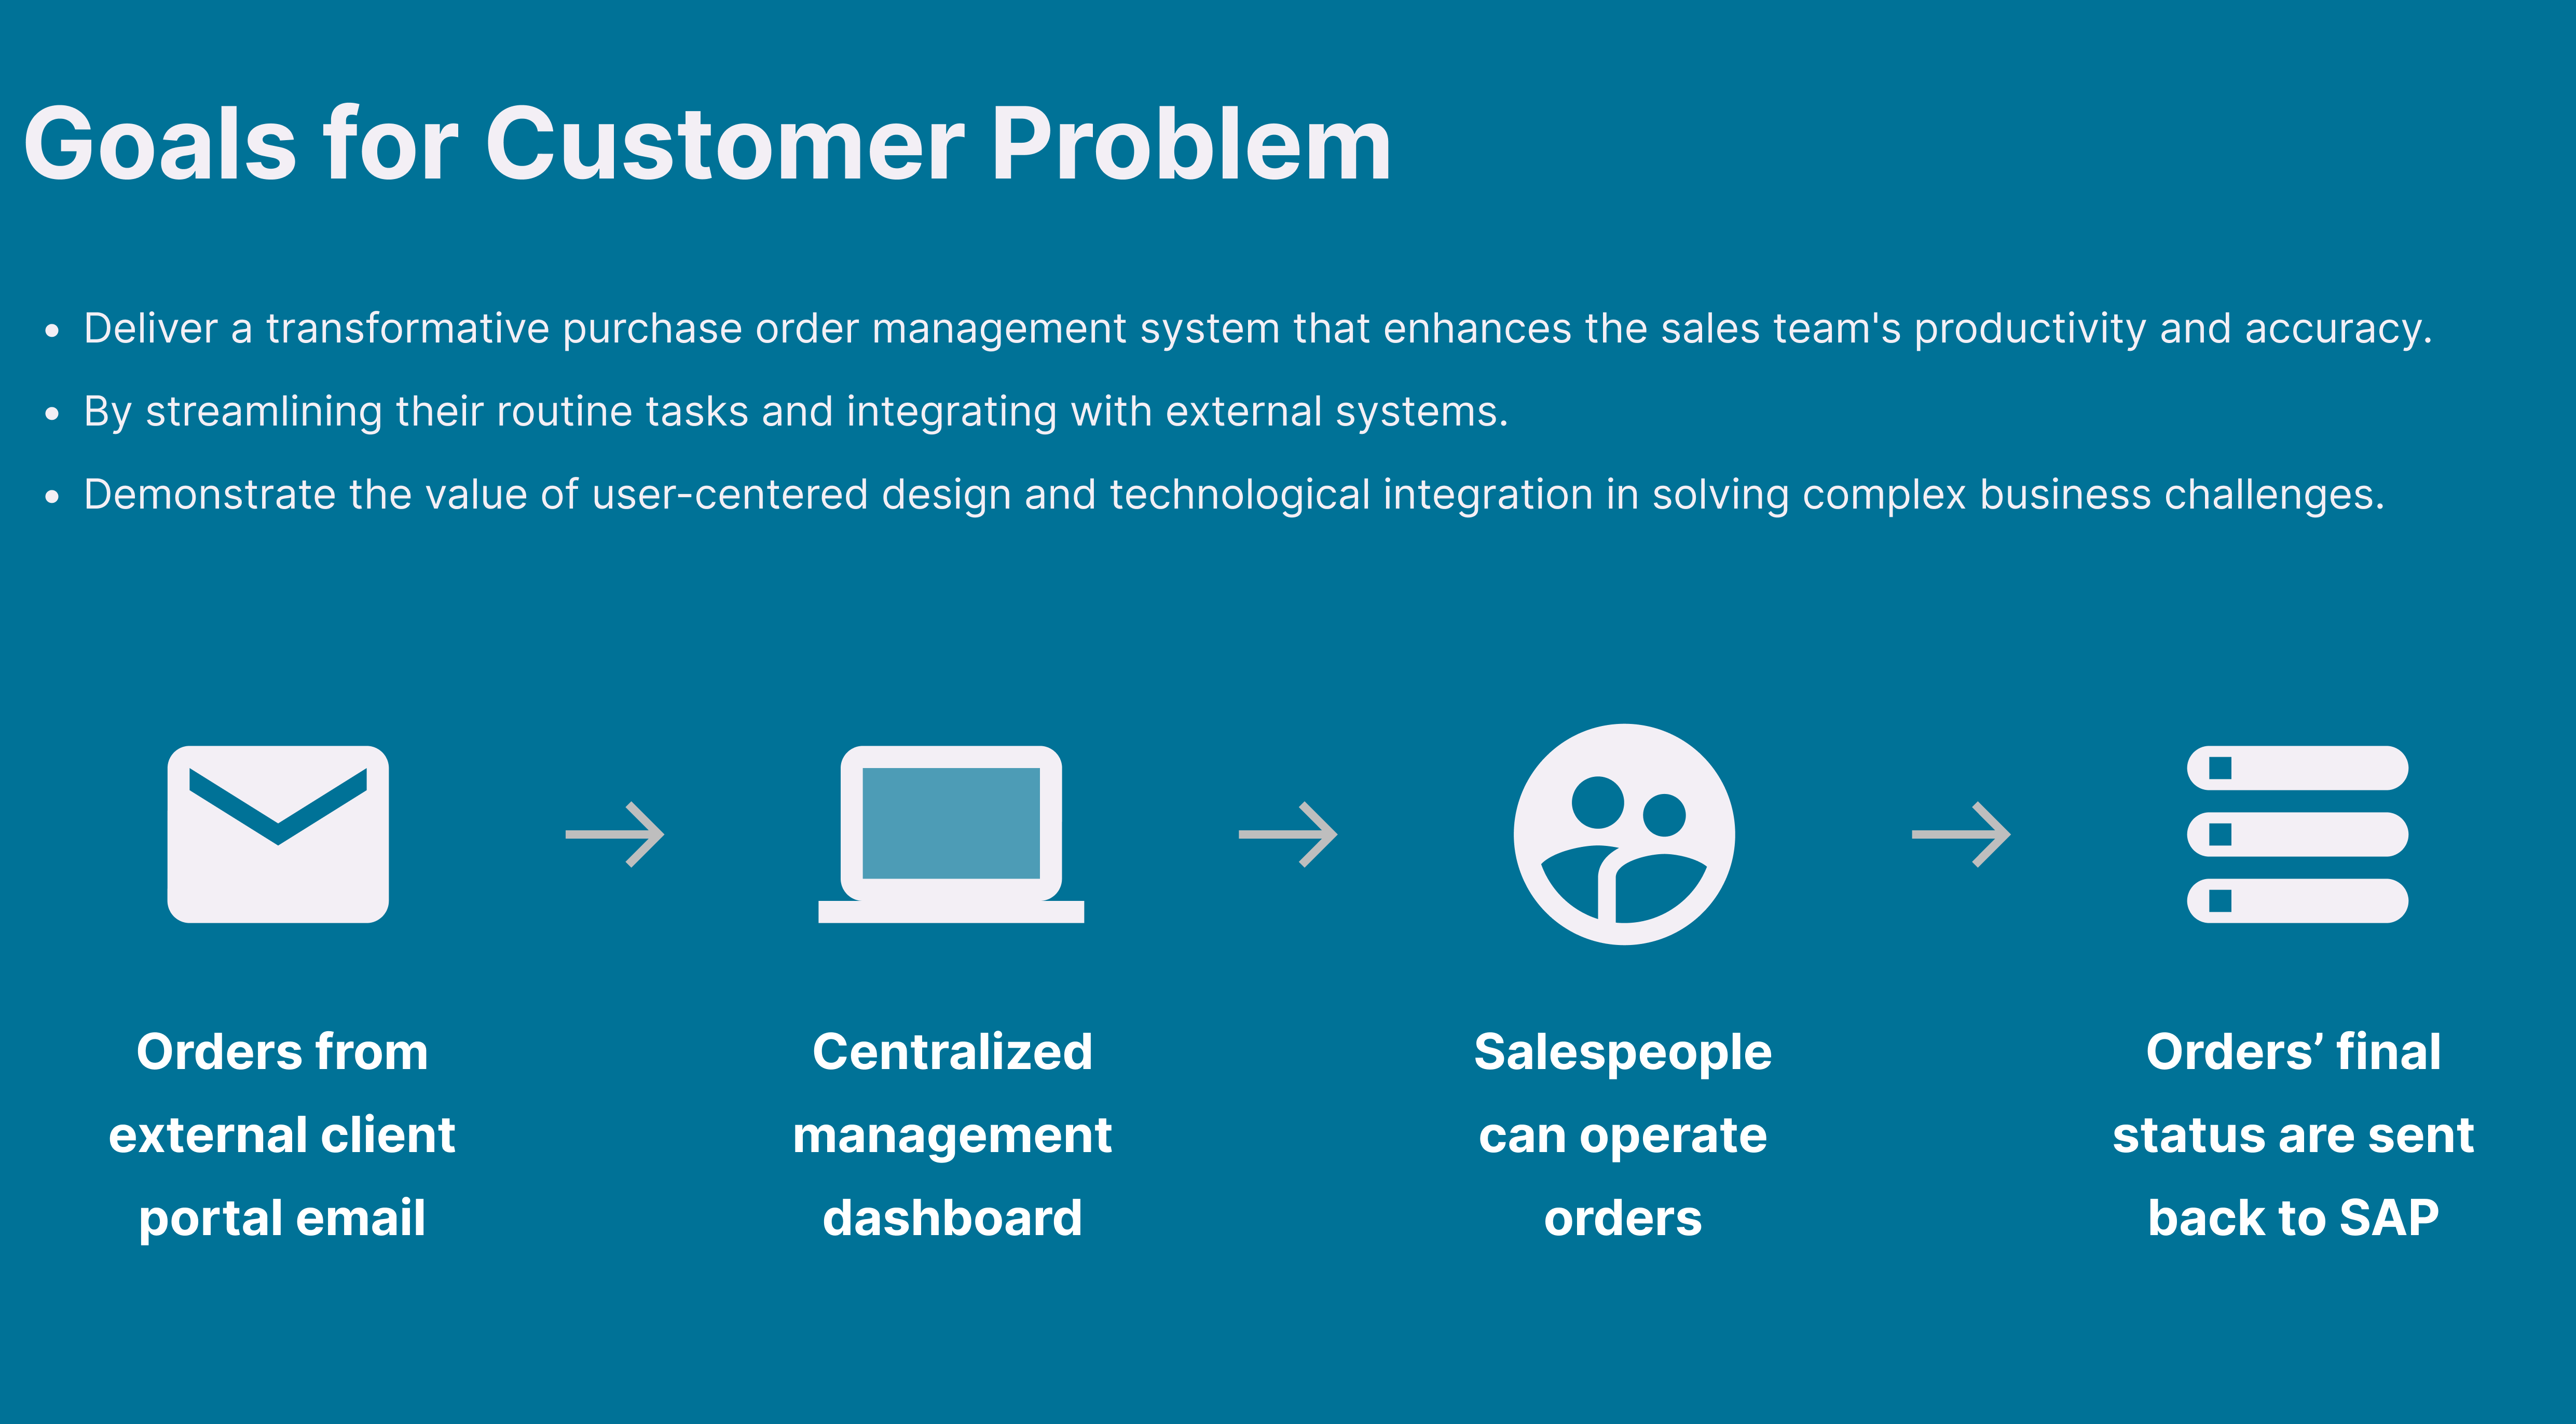 Goals for Customer Problem
• Deliver a transformative purchase order management system that enhances the sales team's productivity and accuracy.
• By streamlining their routine tasks and integrating with external systems.
• Demonstrate the value of user-centered design and technological integration in solving complex business challenges.
Orders from
external client
portal email
Centralized
management
dashboard
Salespeople
can operate
orders
Orders’ final
status are sent
back to SAP